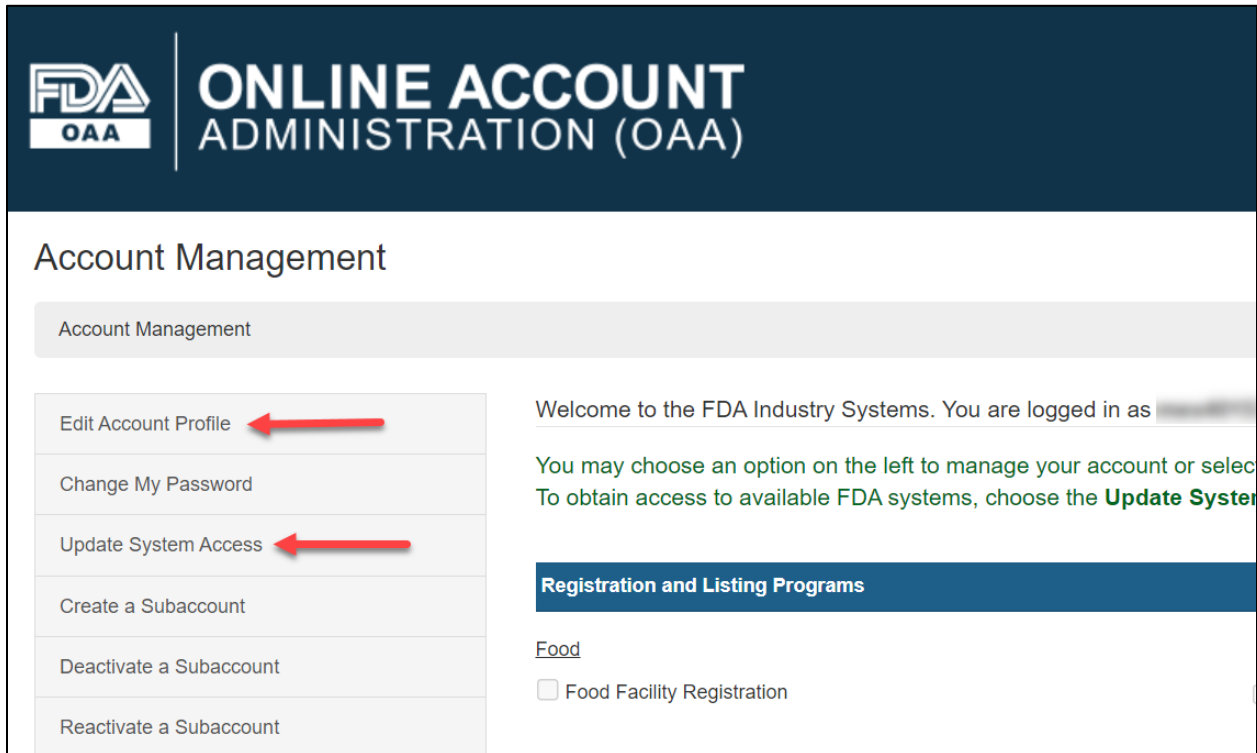 FDA
OAA
ONLINE ACCOUNT
ADMINISTRATION (OAA)
Account Management
Account Management
Edit Account Profile
Change My Password
Update System Access
Create a Subaccount
Deactivate a Subaccount
Reactivate a Subaccount
Welcome to the FDA Industry Systems. You are logged in as
You may choose an option on the left to manage your account or selec
To obtain access to available FDA systems, choose the Update System
Registration and Listing Programs
Food
Food Facility Registration